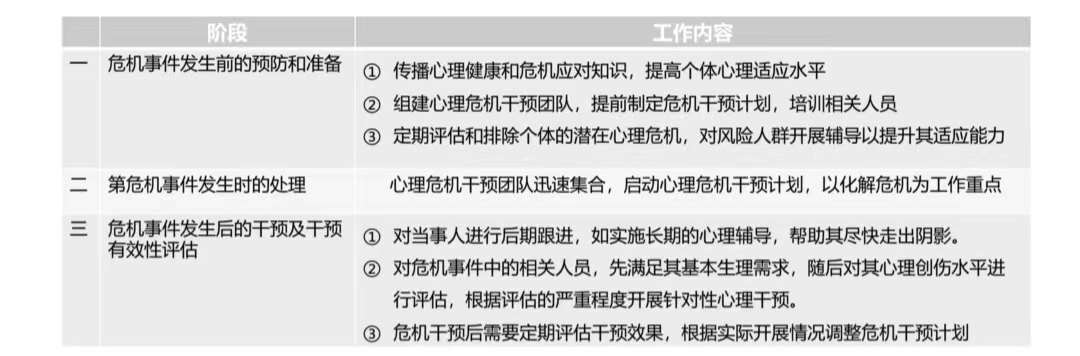 阶段 工作内容
一 危机事件发生前的预防和准备
① 传播心理健康和危机应对知识，提高个体心理适应水平
② 组建心理危机干预团队，提前制定危机干预计划，培训相关人员
③ 定期评估和排除个体的潜在心理危机，对风险人群开展辅导以提升其适应能力
二 第危机事件发生时的处理 心理危机干预团队迅速集合，启动心理危机干预计划，以化解危机为工作重点
三 危机事件发生后的干预及干预
有效性评估
① 对当事人进行后期跟进，如实施长期的心理辅导，帮助其尽快走出阴影。
② 对危机事件中的相关人员，先满足其基本生理需求，随后对其心理创伤水平进
行评估，根据评估的严重程度开展针对性心理干预。
③ 危机干预后需要定期评估干预效果，根据实际开展情况调整危机干预计划